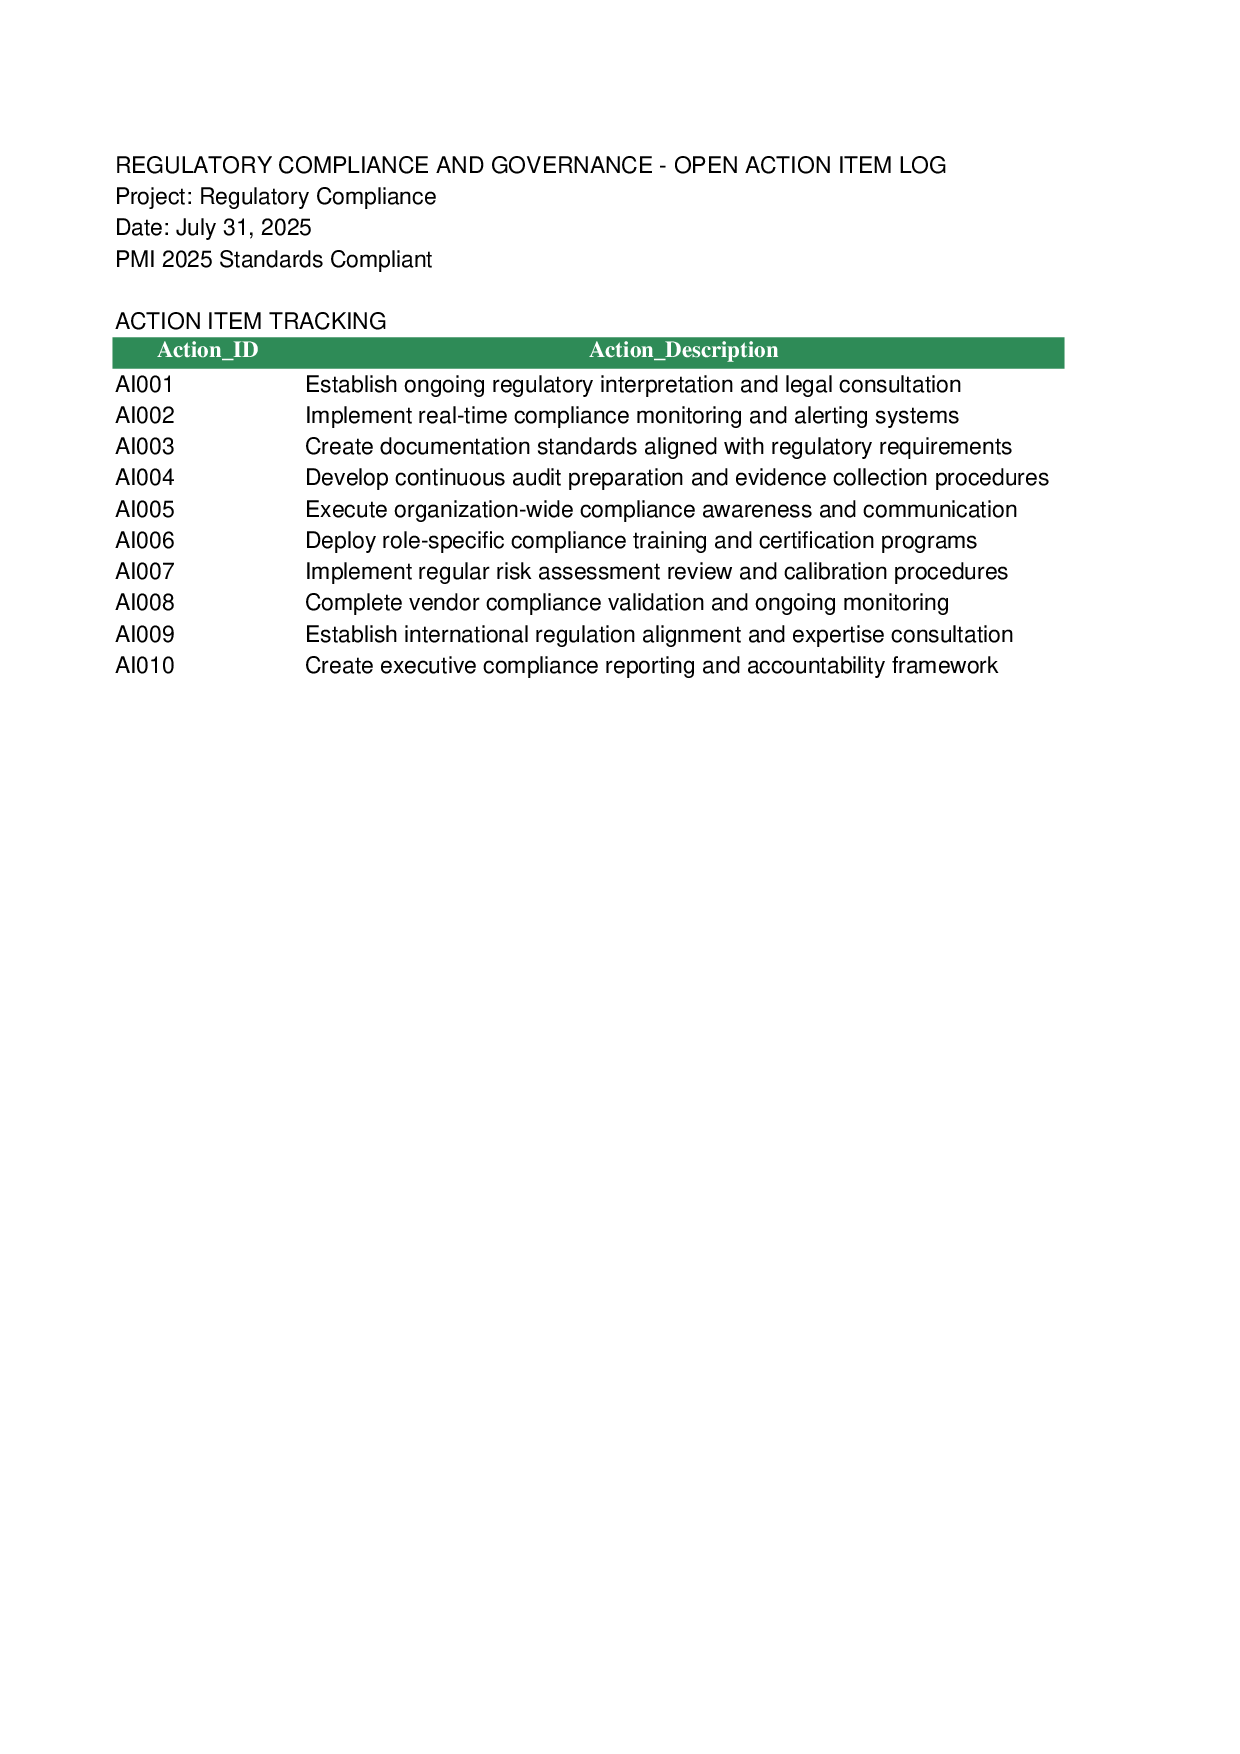 REGULATORY COMPLIANCE AND GOVERNANCE - OPEN ACTION ITEM LOG
Project: Regulatory Compliance
Date: July 31, 2025
PMI 2025 Standards Compliant
ACTION ITEM TRACKING
Action_ID Action_Description
AI001 Establish ongoing regulatory interpretation and legal consultation
AI002 Implement real-time compliance monitoring and alerting systems
AI003 Create documentation standards aligned with regulatory requirements
AI004 Develop continuous audit preparation and evidence collection procedures
AI005 Execute organization-wide compliance awareness and communication
AI006 Deploy role-specific compliance training and certification programs
AI007 Implement regular risk assessment review and calibration procedures
AI008 Complete vendor compliance validation and ongoing monitoring
AI009 Establish international regulation alignment and expertise consultation
AI010 Create executive compliance reporting and accountability framework